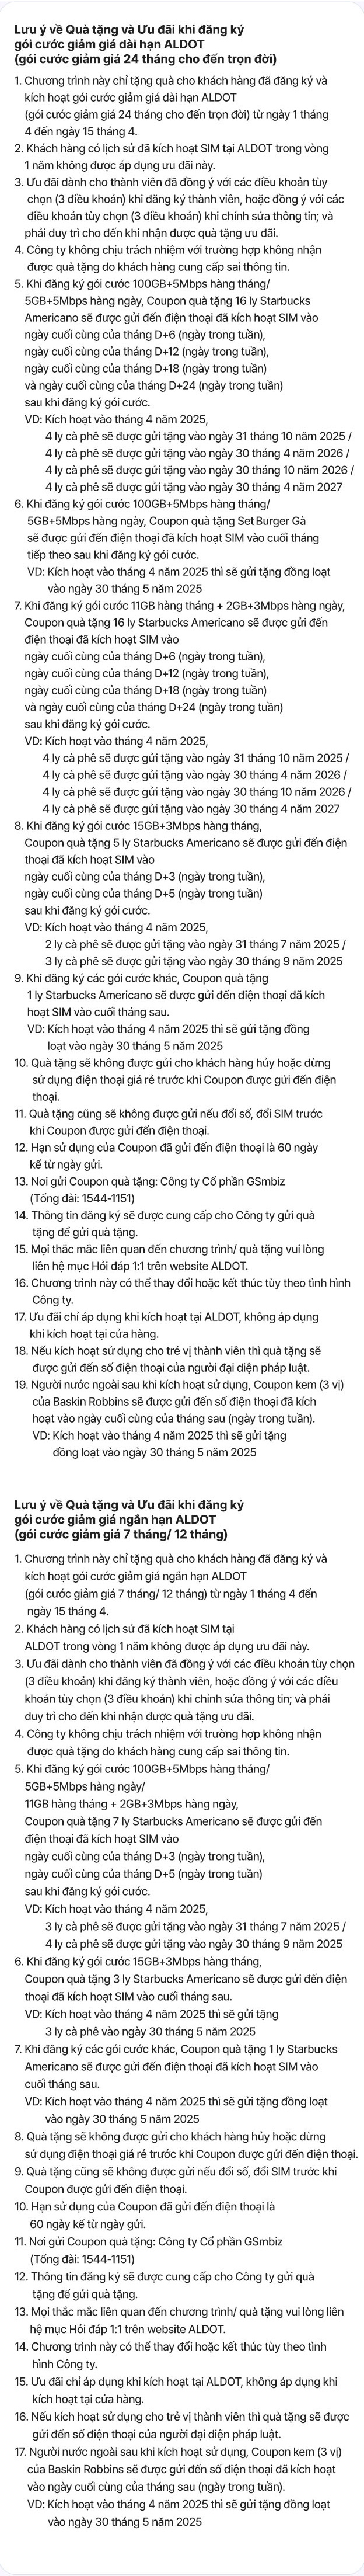 Lưu ý về Quà tặng và Ưu đãi khi đăng ký
gói cước giảm giá dài hạn ALDOT
(gói cước giảm giá 24 tháng cho đến trọn đời)
1. Chương trình này chỉ tặng quà cho khách hàng đã đăng ký và
kích hoạt gói cước giảm giá dài hạn ALDOT
(gói cước giảm giá 24 tháng cho đến trọn đời) từ ngày 1 tháng
4 đến ngày 15 tháng 4.
2. Khách hàng có lịch sử đã kích hoạt SIM tại ALDOT trong vòng
1 năm không được áp dụng ưu đãi này.
3. Ưu đãi dành cho thành viên đã đồng ý với các điều khoản tùy
chọn (3 điều khoản) khi đăng ký thành viên, hoặc đồng ý với các
điều khoản tùy chọn (3 điều khoản) khi chỉnh sửa thông tin; và
phải duy trì cho đến khi nhận được quà tặng ưu đãi.
4. Công ty không chịu trách nhiệm với trường hợp không nhận
được quà tặng do khách hàng cung cấp sai thông tin.
5. Khi đăng ký gói cước 100GB+5Mbps hàng tháng/
5GB+5Mbps hàng ngày, Coupon quà tặng 16 ly Starbucks
Americano sẽ được gửi đến điện thoại đã kích hoạt SIM vào
ngày cuối cùng của tháng D+6 (ngày trong tuần),
ngày cuối cùng của tháng D+12 (ngày trong tuần),
ngày cuối cùng của tháng D+18 (ngày trong tuần)
và ngày cuối cùng của tháng D+24 (ngày trong tuần)
sau khi đăng ký gói cước.
VD: Kích hoạt vào tháng 4 năm 2025,
4 ly cà phê sẽ được gửi tặng vào ngày 31 tháng 10 năm 2025 /
4 ly cà phê sẽ được gửi tặng vào ngày 30 tháng 4 năm 2026 /
4 ly cà phê sẽ được gửi tặng vào ngày 30 tháng 10 năm 2026 /
4 ly cà phê sẽ được gửi tặng vào ngày 30 tháng 4 năm 2027
6. Khi đăng ký gói cước 100GB+5Mbps hàng tháng/
5GB+5Mbps hàng ngày, Coupon quà tặng Set Burger Gà
sẽ được gửi đến điện thoại đã kích hoạt SIM vào cuối tháng
tiếp theo sau khi đăng ký gói cước.
VD: Kích hoạt vào tháng 4 năm 2025 thì sẽ gửi tặng đồng loạt
vào ngày 30 tháng 5 năm 2025
7. Khi đăng ký gói cước 11GB hàng tháng + 2GB+3Mbps hàng ngày,
Coupon quà tặng 16 ly Starbucks Americano sẽ được gửi đến
điện thoại đã kích hoạt SIM vào
ngày cuối cùng của tháng D+6 (ngày trong tuần),
ngày cuối cùng của tháng D+12 (ngày trong tuần),
ngày cuối cùng của tháng D+18 (ngày trong tuần)
và ngày cuối cùng của tháng D+24 (ngày trong tuần)
sau khi đăng ký gói cước.
VD: Kích hoạt vào tháng 4 năm 2025,
4 ly cà phê sẽ được gửi tặng vào ngày 31 tháng 10 năm 2025 /
4 ly cà phê sẽ được gửi tặng vào ngày 30 tháng 4 năm 2026 /
4 ly cà phê sẽ được gửi tặng vào ngày 30 tháng 10 năm 2026 /
4 ly cà phê sẽ được gửi tặng vào ngày 30 tháng 4 năm 2027
8. Khi đăng ký gói cước 15GB+3Mbps hàng tháng,
Coupon quà tặng 5 ly Starbucks Americano sẽ được gửi đến điện
thoại đã kích hoạt SIM vào
ngày cuối cùng của tháng D+3 (ngày trong tuần),
ngày cuối cùng của tháng D+5 (ngày trong tuần)
sau khi đăng ký gói cước.
VD: Kích hoạt vào tháng 4 năm 2025,
2 ly cà phê sẽ được gửi tặng vào ngày 31 tháng 7 năm 2025 /
3 ly cà phê sẽ được gửi tặng vào ngày 30 tháng 9 năm 2025
9. Khi đăng ký các gói cước khác, Coupon quà tặng
1 ly Starbucks Americano sẽ được gửi đến điện thoại đã kích
hoạt SIM vào cuối tháng sau.
VD: Kích hoạt vào tháng 4 năm 2025 thì sẽ gửi tặng đồng
loạt vào ngày 30 tháng 5 năm 2025
10. Quà tặng sẽ không được gửi cho khách hàng hủy hoặc dừng
sử dụng điện thoại giá rẻ trước khi Coupon được gửi đến điện
thoại.
11. Quà tặng cũng sẽ không được gửi nếu đổi số, đổi SIM trước
khi Coupon được gửi đến điện thoại.
12. Hạn sử dụng của Coupon đã gửi đến điện thoại là 60 ngày
kể từ ngày gửi.
13. Nơi gửi Coupon quà tặng: Công ty Cổ phần GSmbiz
(Tổng đài: 1544-1151)
14. Thông tin đăng ký sẽ được cung cấp cho Công ty gửi quà
tặng để gửi quà tặng.
15. Mọi thắc mắc liên quan đến chương trình/ quà tặng vui lòng
liên hệ mục Hỏi đáp 1:1 trên website ALDOT.
16. Chương trình này có thể thay đổi hoặc kết thúc tùy theo tình hình
Công ty.
17. Ưu đãi chỉ áp dụng khi kích hoạt tại ALDOT, không áp dụng
khi kích hoạt tại cửa hàng.
18. Nếu kích hoạt sử dụng cho trẻ vị thành viên thì quà tặng sẽ
được gửi đến số điện thoại của người đại diện pháp luật.
19. Người nước ngoài sau khi kích hoạt sử dụng, Coupon kem (3 vị)
của Baskin Robbins sẽ được gửi đến số điện thoại đã kích
hoạt vào ngày cuối cùng của tháng sau (ngày trong tuần).
VD: Kích hoạt vào tháng 4 năm 2025 thì sẽ gửi tặng
đồng loạt vào ngày 30 tháng 5 năm 2025
Lưu ý về Quà tặng và Ưu đãi khi đăng ký
gói cước giảm giá ngắn hạn ALDOT
(gói cước giảm giá 7 tháng/ 12 tháng)
1. Chương trình này chỉ tặng quà cho khách hàng đã đăng ký và
kích hoạt gói cước giảm giá ngắn hạn ALDOT
(gói cước giảm giá 7 tháng/ 12 tháng) từ ngày 1 tháng 4 đến
ngày 15 tháng 4.
2. Khách hàng có lịch sử đã kích hoạt SIM tại
ALDOT trong vòng 1 năm không được áp dụng ưu đãi này.
3. Ưu đãi dành cho thành viên đã đồng ý với các điều khoản tùy chọn
(3 điều khoản) khi đăng ký thành viên, hoặc đồng ý với các điều
khoản tùy chọn (3 điều khoản) khi chỉnh sửa thông tin; và phải
duy trì cho đến khi nhận được quà tặng ưu đãi.
4. Công ty không chịu trách nhiệm với trường hợp không nhận
được quà tặng do khách hàng cung cấp sai thông tin.
5. Khi đăng ký gói cước 100GB+5Mbps hàng tháng/
5GB+5Mbps hàng ngày/
11GB hàng tháng + 2GB+3Mbps hàng ngày,
Coupon quà tặng 7 ly Starbucks Americano sẽ được gửi đến
điện thoại đã kích hoạt SIM vào
ngày cuối cùng của tháng D+3 (ngày trong tuần),
ngày cuối cùng của tháng D+5 (ngày trong tuần)
sau khi đăng ký gói cước.
VD: Kích hoạt vào tháng 4 năm 2025,
3 ly cà phê sẽ được gửi tặng vào ngày 31 tháng 7 năm 2025 /
4 ly cà phê sẽ được gửi tặng vào ngày 30 tháng 9 năm 2025
6. Khi đăng ký gói cước 15GB+3Mbps hàng tháng,
Coupon quà tặng 3 ly Starbucks Americano sẽ được gửi đến điện
thoại đã kích hoạt SIM vào cuối tháng sau.
VD: Kích hoạt vào tháng 4 năm 2025 thì sẽ gửi tặng
3 ly cà phê vào ngày 30 tháng 5 năm 2025
7. Khi đăng ký các gói cước khác, Coupon quà tặng 1 ly Starbucks
Americano sẽ được gửi đến điện thoại đã kích hoạt SIM vào
cuối tháng sau.
VD: Kích hoạt vào tháng 4 năm 2025 thì sẽ gửi tặng đồng loạt
vào ngày 30 tháng 5 năm 2025
8. Quà tặng sẽ không được gửi cho khách hàng hủy hoặc dừng
sử dụng điện thoại giá rẻ trước khi Coupon được gửi đến điện thoại.
9. Quà tặng cũng sẽ không được gửi nếu đổi số, đổi SIM trước khi
Coupon được gửi đến điện thoại.
10. Hạn sử dụng của Coupon đã gửi đến điện thoại là
60 ngày kể từ ngày gửi.
11. Nơi gửi Coupon quà tặng: Công ty Cổ phần GSmbiz
(Tổng đài: 1544-1151)
12. Thông tin đăng ký sẽ được cung cấp cho Công ty gửi quà
tặng để gửi quà tặng.
13. Mọi thắc mắc liên quan đến chương trình/ quà tặng vui lòng liên
hệ mục Hỏi đáp 1:1 trên website ALDOT.
14. Chương trình này có thể thay đổi hoặc kết thúc tùy theo tình
hình Công ty.
15. Ưu đãi chỉ áp dụng khi kích hoạt tại ALDOT, không áp dụng khi
kích hoạt tại cửa hàng.
16. Nếu kích hoạt sử dụng cho trẻ vị thành viên thì quà tặng sẽ được
gửi đến số điện thoại của người đại diện pháp luật.
17. Người nước ngoài sau khi kích hoạt sử dụng, Coupon kem (3 vị)
của Baskin Robbins sẽ được gửi đến số điện thoại đã kích hoạt
vào ngày cuối cùng của tháng sau (ngày trong tuần).
VD: Kích hoạt vào tháng 4 năm 2025 thì sẽ gửi tặng đồng loạt
vào ngày 30 tháng 5 năm 2025